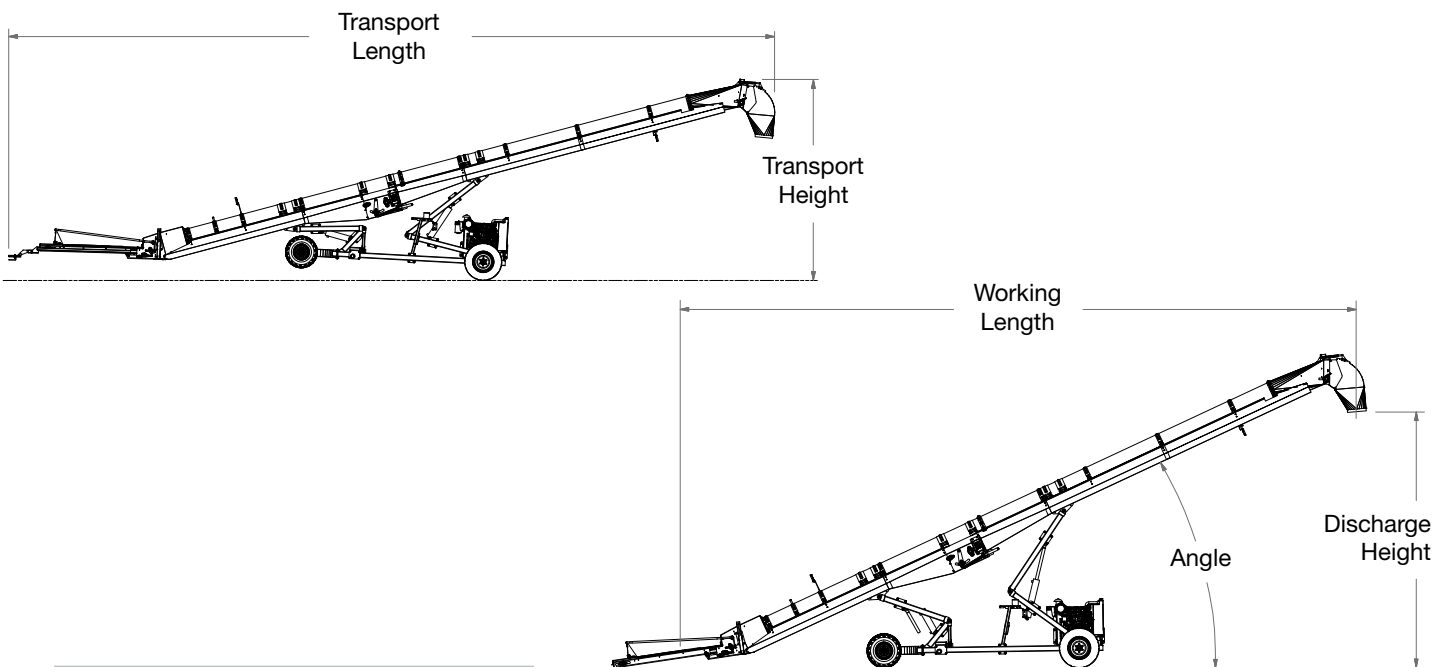 Transport
Length
Transport
Height
Working
Length
Angle
Discharge
Height